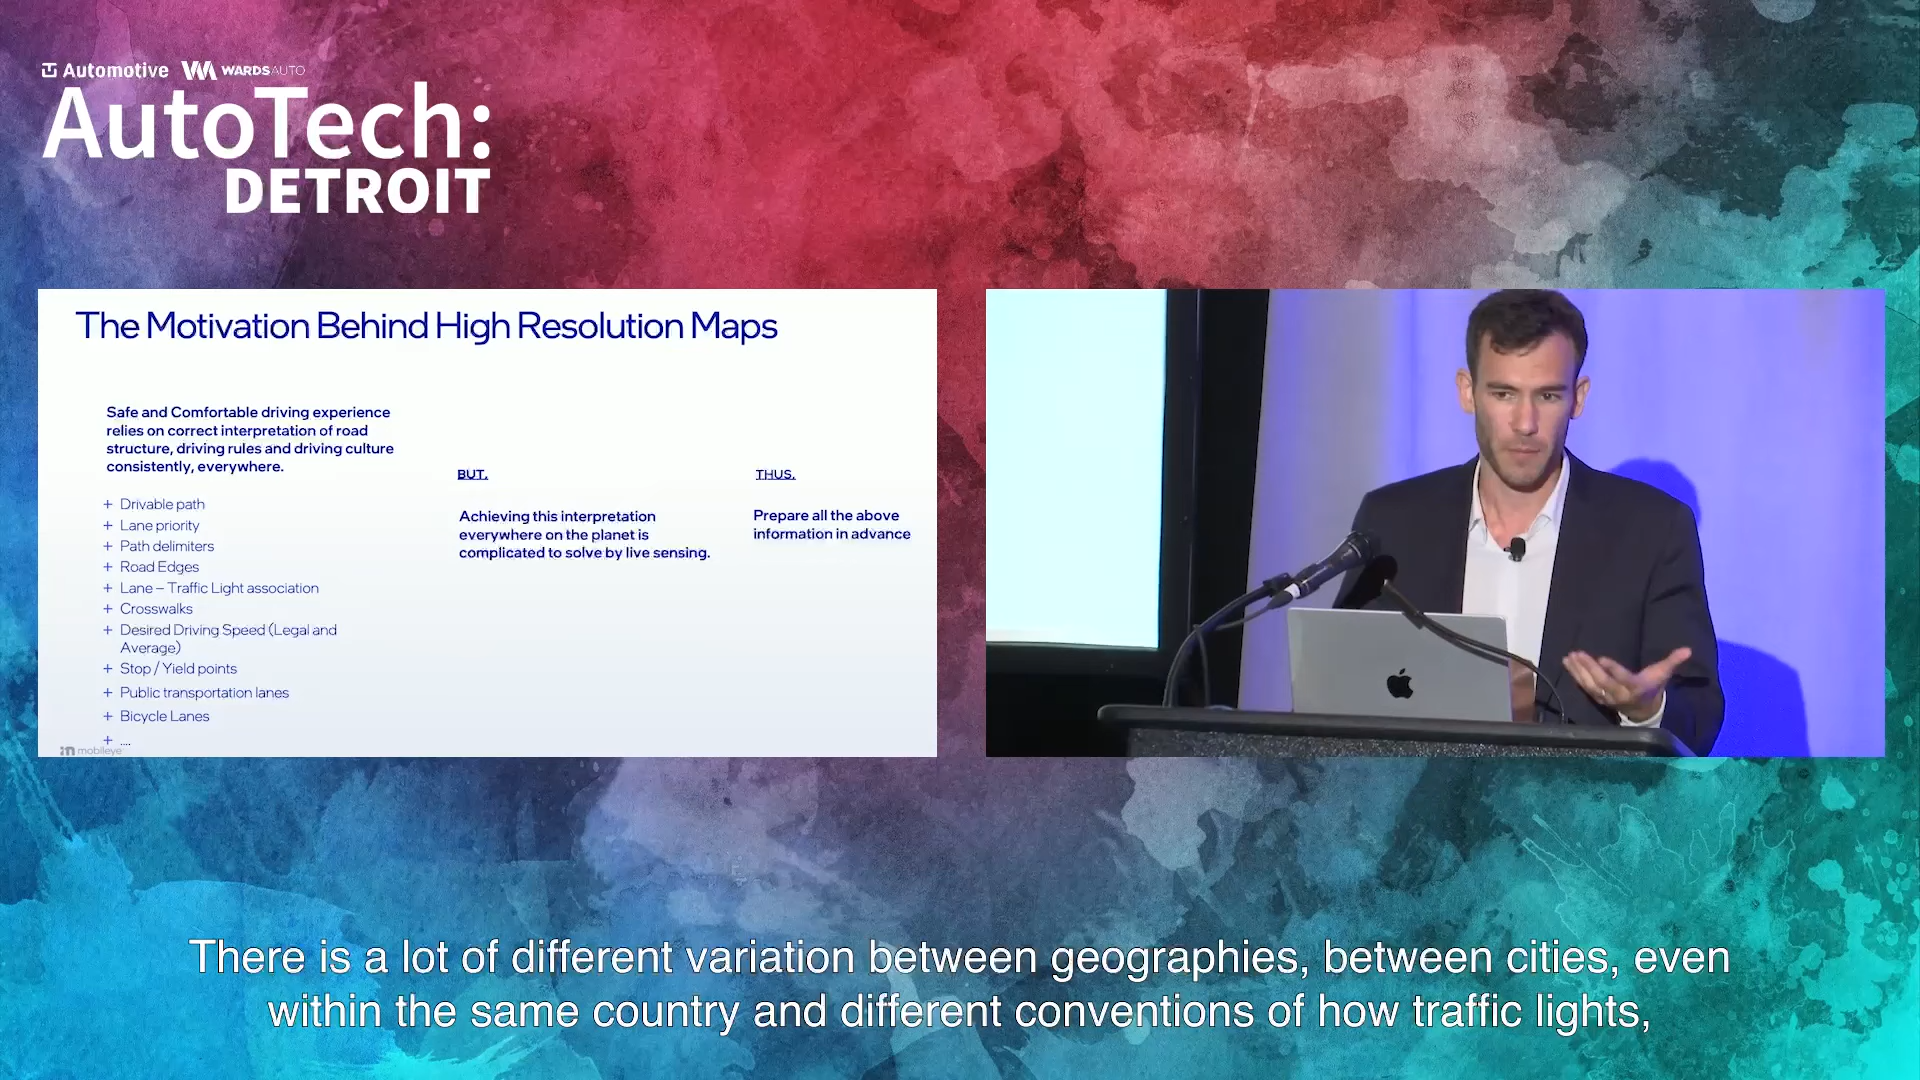 Automotive WARDSAUTO
AutoTech:
DETROIT
The Motivation Behind High Resolution Maps
Safe and Comfortable driving experience
relies on correct interpretation of road
structure, driving rules and driving culture
consistently, everywhere.
+ Drivable path
+ Lane priority
+ Path delimiters
+ Road Edges
+ Lane – Traffic Light association
+ Crosswalks
+ Desired Driving Speed (Legal and
Average)
+ Stop / Yield points
+ Public transportation lanes
+ Bicycle Lanes
+ ....
mobileye
BUT,
Achieving this interpretation
everywhere on the planet is
complicated to solve by live sensing.
THUS,
Prepare all the above
information in advance
There is a lot of different variation between geographies, between cities, even
within the same country and different conventions of how traffic lights,